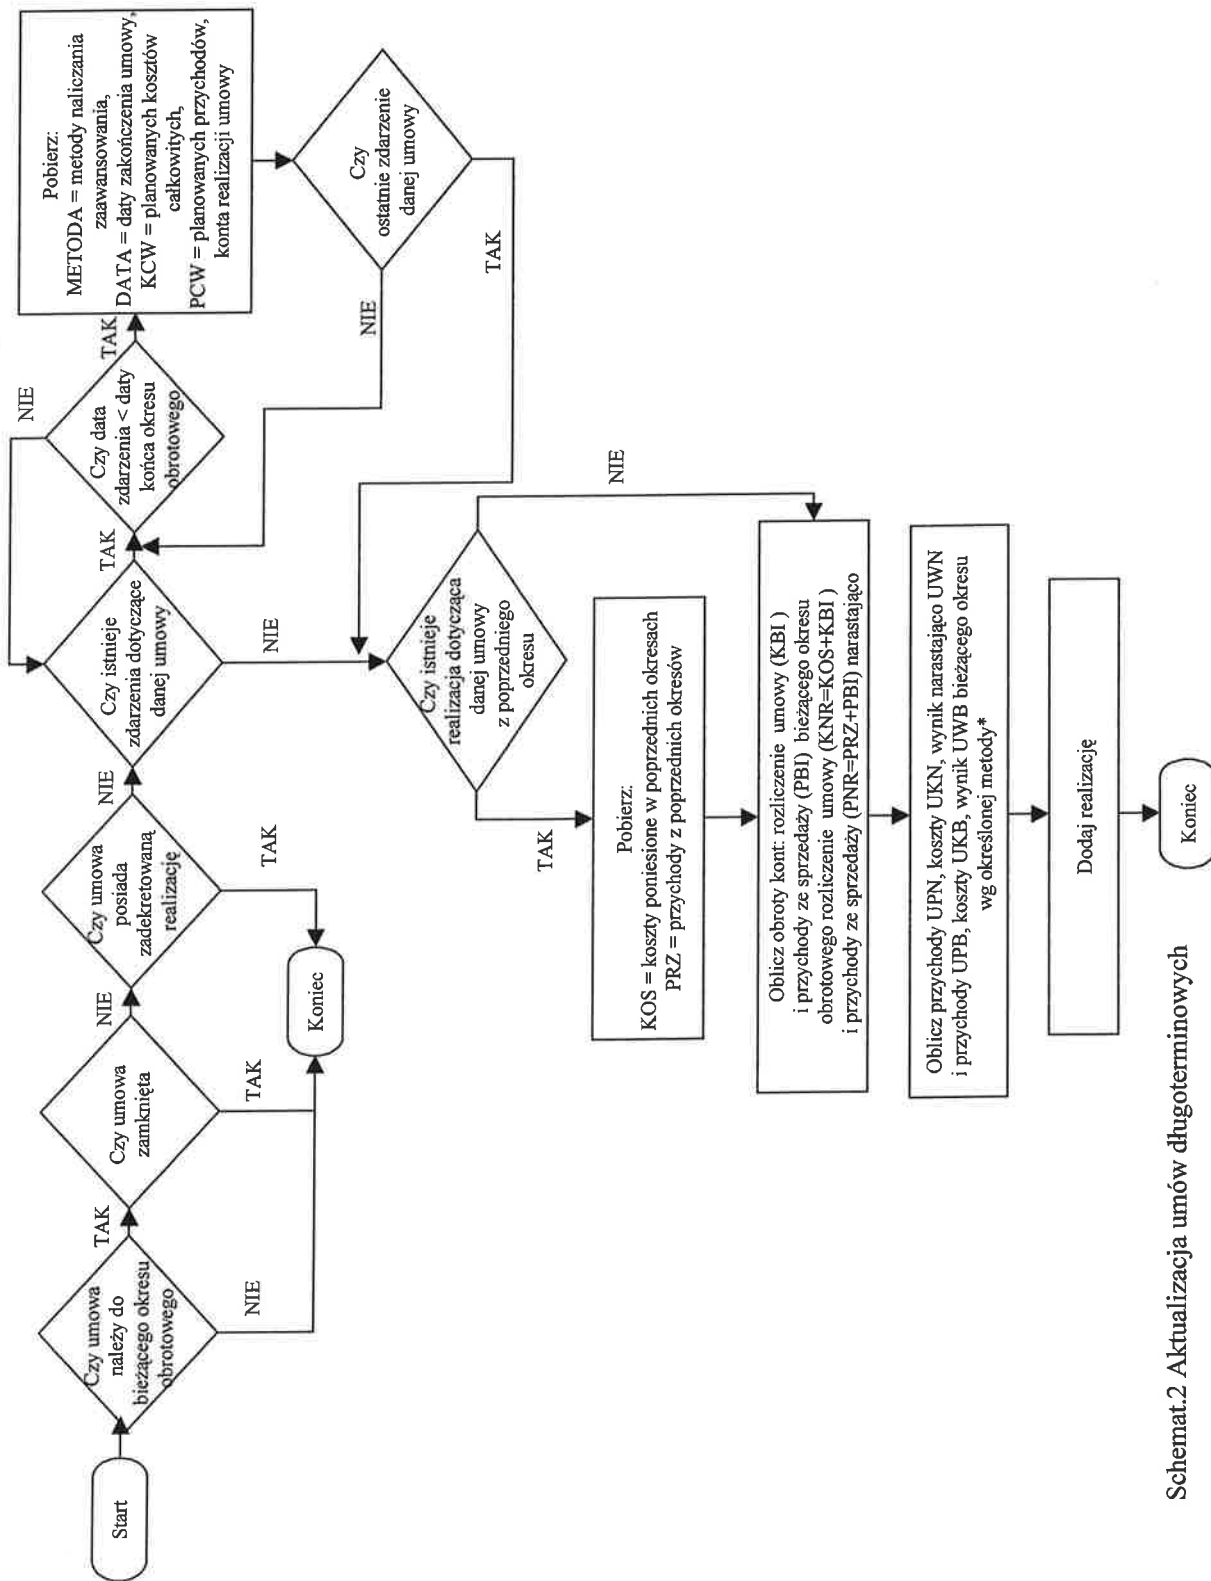 Start
Czy umowa
należy do
bieżącego okresu
obrotowego
TAK
NIE
Czy umowa
zamknięta
NIE
TAK
Czy umowa
posiada
zadekretowaną
realizację
NIE
TAK
Koniec
Czy istnieje
zdarzenia dotyczące
danej umowy
TAK
NIE
Czy data
zdarzenia < daty
końca okresu
obrotowego
NIE
TAK
Pobierz:
METODA = metody naliczania
zaawansowania,
DATA = daty zakończenia umowy,
KCW = planowanych kosztów
całkowitych,
PCW = planowanych przychodów,
konta realizacji umowy
Czy
ostatnie zdarzenie
danej umowy
NIE
TAK
Czy istnieje
realizacja dotycząca
danej umowy
z poprzedniego
okresu
TAK
NIE
Pobierz:
KOS = koszty poniesione w poprzednich okresach
PRZ = przychody z poprzednich okresów
Oblicz obroty kont: rozliczenie umowy (KBI )
i przychody ze sprzedaży (PBI) bieżącego okresu
obrotowego rozliczenie umowy (KNR=KOS+KBI )
i przychody ze sprzedaży (PNR=PRZ+PBI) narastająco
Oblicz przychody UPN, koszty UKN, wynik narastająco UWN
i przychody UPB, koszty UKB, wynik UWB bieżącego okresu
wg określonej metody*
Dodaj realizację
Koniec
Schemat.2 Aktualizacja umów długoterminowych